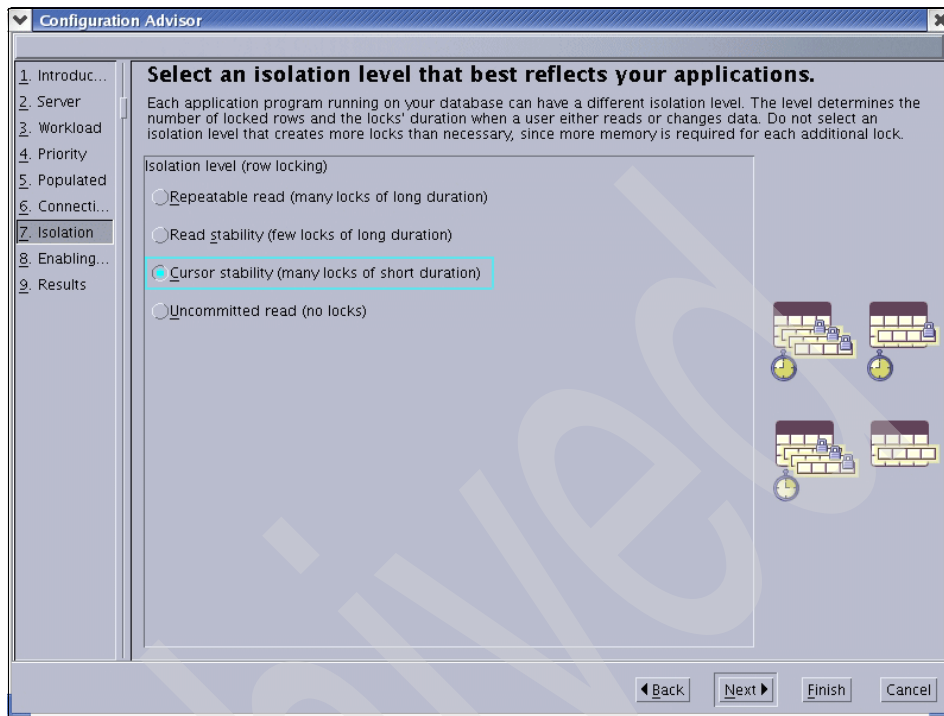 Configuration Advisor
1. Introduc...
2. Server
3. Workload
4. Priority
5. Populated
6. Connecti...
7. Isolation
8. Enabling...
9. Results
Select an isolation level that best reflects your applications.
Each application program running on your database can have a different isolation level. The level determines the
number of locked rows and the locks' duration when a user either reads or changes data. Do not select an
isolation level that creates more locks than necessary, since more memory is required for each additional lock.
Isolation level (row locking)
Repeatable read (many locks of long duration)
Read stability (few locks of long duration)
Cursor stability (many locks of short duration)
Uncommitted read (no locks)
Back
Next
Finish
Cancel
hived